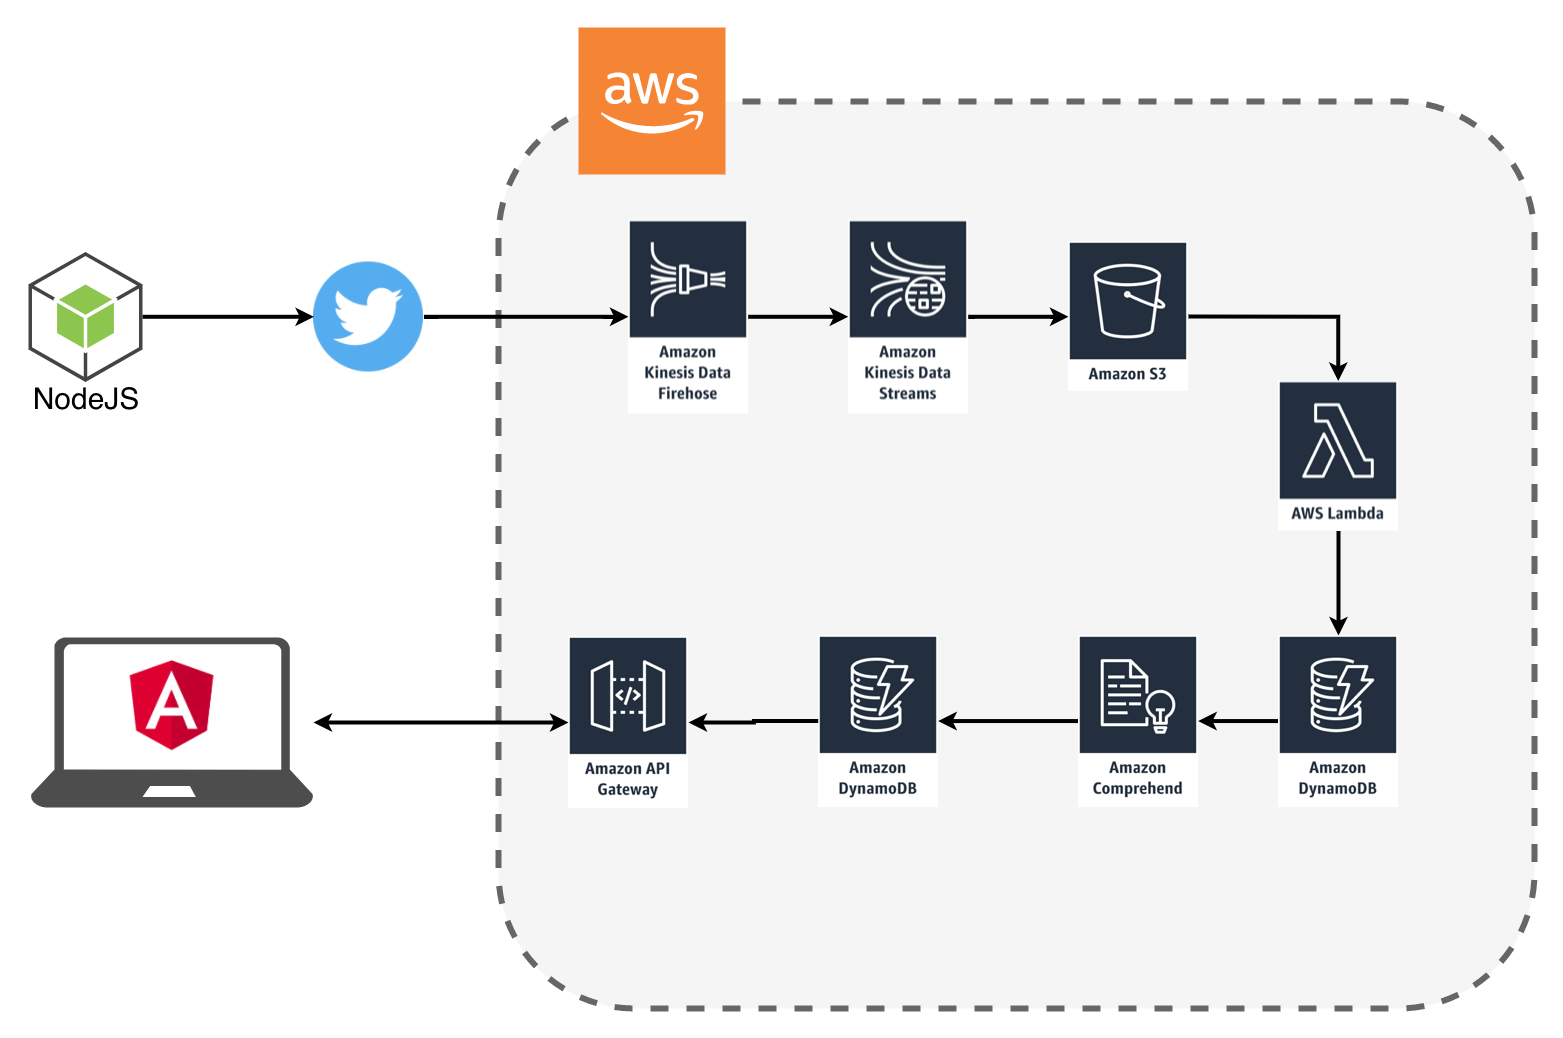 aws
Amazon
Kinesis Data
Firehose
Amazon
Kinesis Data
Streams
Amazon S3
NodeJS
AWS Lambda
A
</>
Amazon API
Gateway
Amazon
DynamoDB
Amazon
Comprehend
Amazon
DynamoDB